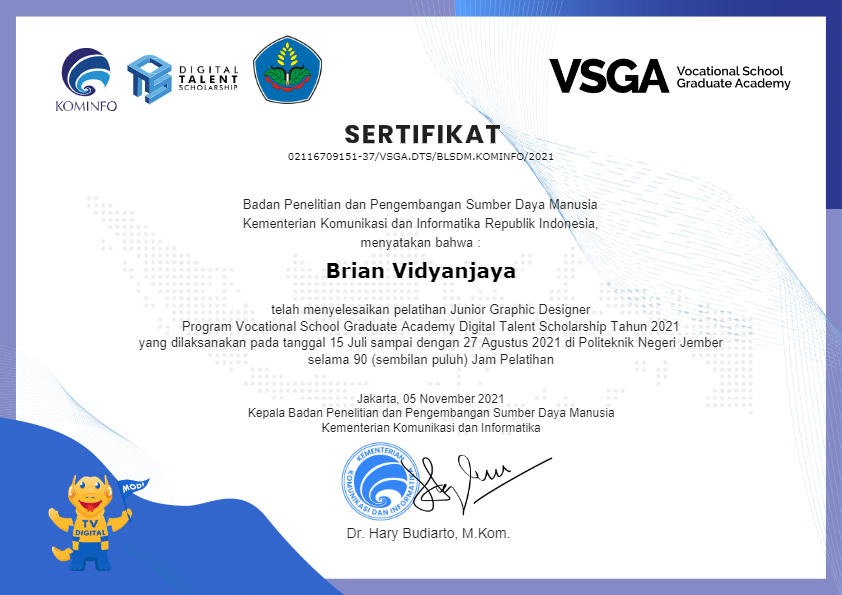 KOMINFO
DIGITAL
TALENT
SCHOLARSHIP
VSGA
Vocational School
Graduate Academy
SERTIFIKAT
02116709151-37/VSGA.DTS/BLSDM.KOMINFO/2021
Badan Penelitian dan Pengembangan Sumber Daya Manusia
Kementerian Komunikasi dan Informatika Republik Indonesia,
menyatakan bahwa :
Brian Vidyanjaya
telah menyelesaikan pelatihan Junior Graphic Designer
Program Vocational School Graduate Academy Digital Talent Scholarship Tahun 2021
yang dilaksanakan pada tanggal 15 Juli sampai dengan 27 Agustus 2021 di Politeknik Negeri Jember
selama 90 (sembilan puluh) Jam Pelatihan
Jakarta, 05 November 2021
Kepala Badan Penelitian dan Pengembangan Sumber Daya Manusia
Kementerian Komunikasi dan Informatika
KEMENTERIAN
KOMUNIKASI DAN INFORMATIKA
MODI
TV
DIGITAL
Dr. Hary Budiarto, M.Kom.